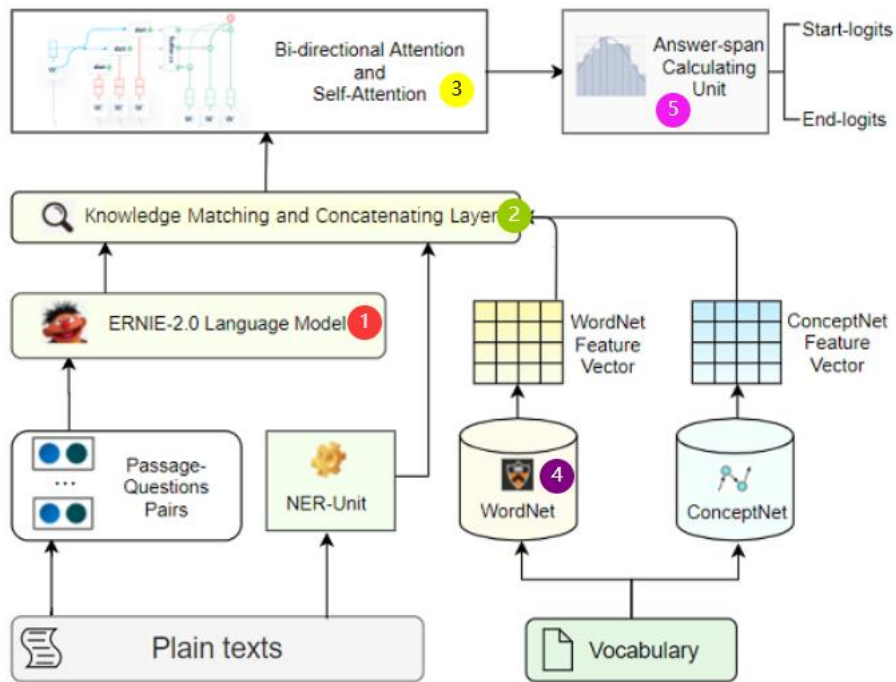 Bi-directional Attention
and
Self-Attention
3
Answer-span
Calculating
Unit
5
Start-logits
End-logits
Knowledge Matching and Concatenating Layer
2
ERNIE-2.0 Language Model
1
WordNet
Feature
Vector
ConceptNet
Feature
Vector
Passage-
Questions
Pairs
...
NER-Unit
4
WordNet
ConceptNet
Plain texts
Vocabulary